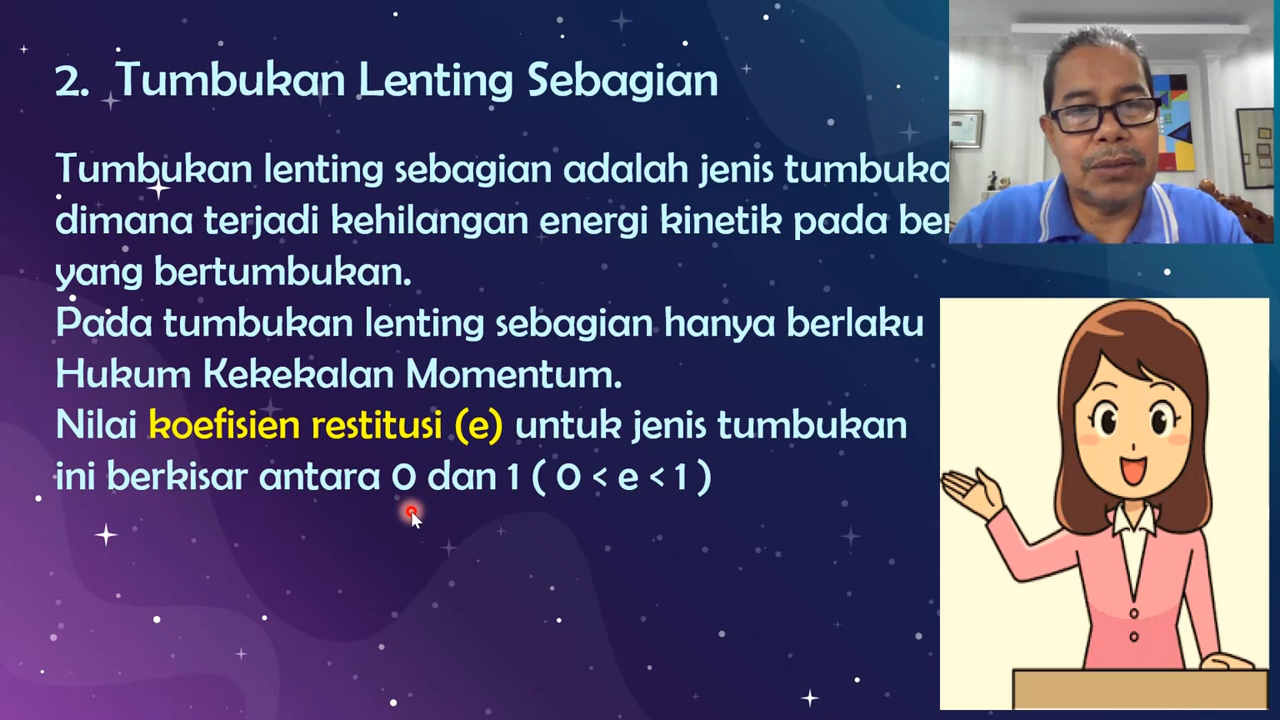 2. Tumbukan Lenting Sebagian
Tumbukan lenting sebagian adalah jenis
dimana terjadi kehilangan energi kinetik pada
yang bertumbukan.
Pada tumbukan lenting sebagian hanya berlaku
Hukum Kekekalan Momentum.
Nilai koefisien restitusi (e) untuk jenis tumbukan
ini berkisar antara 0 dan 1 ( 0 < e < 1 )